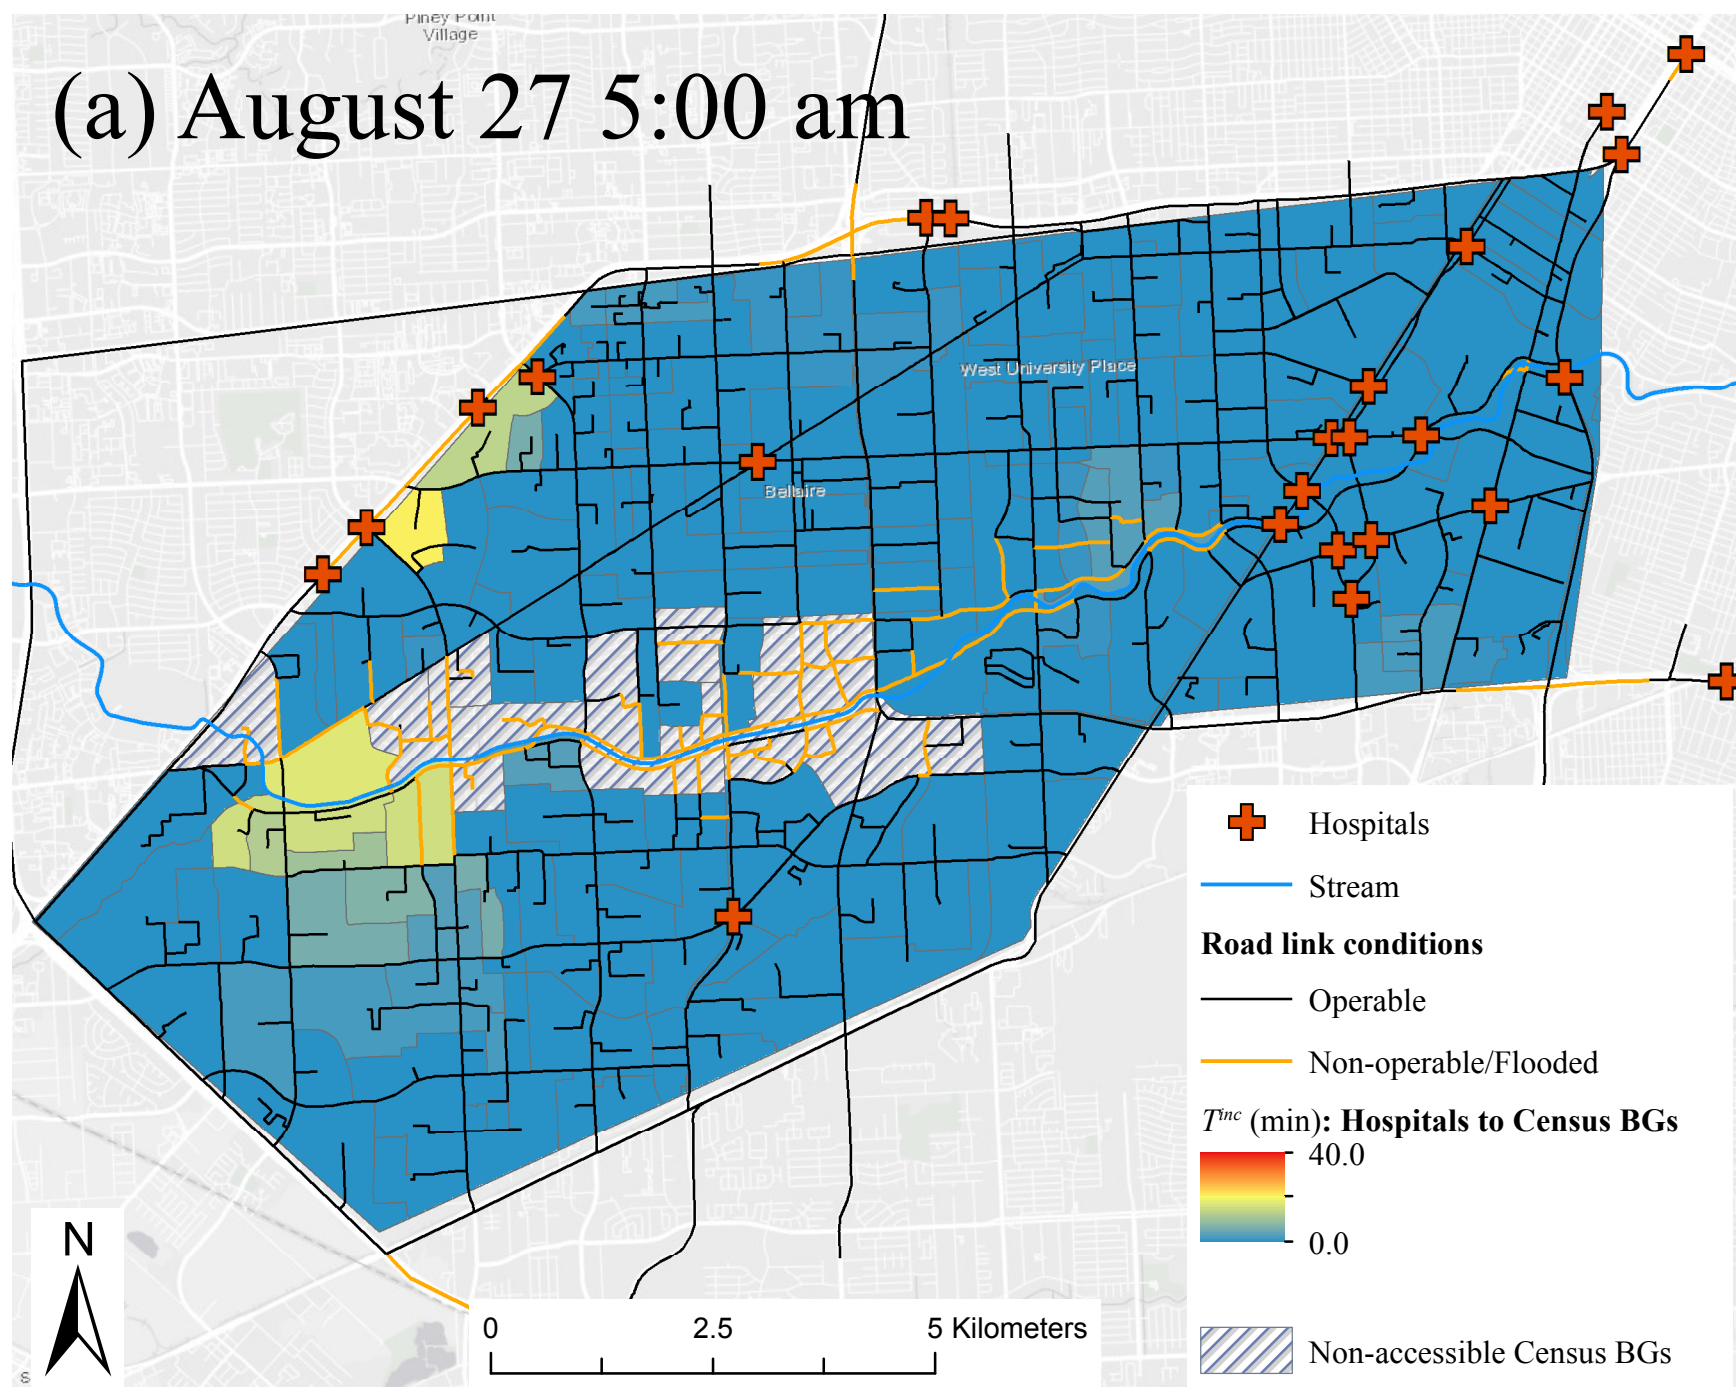 Piney Point
Village
(a) August 27 5:00 am
West University Place
Bellaire
Hospitals
Stream
Road link conditions
Operable
Non-operable/Flooded
Tinc (min): Hospitals to Census BGs
40.0
0.0
Non-accessible Census BGs
N
0 2.5 5 Kilometers
S